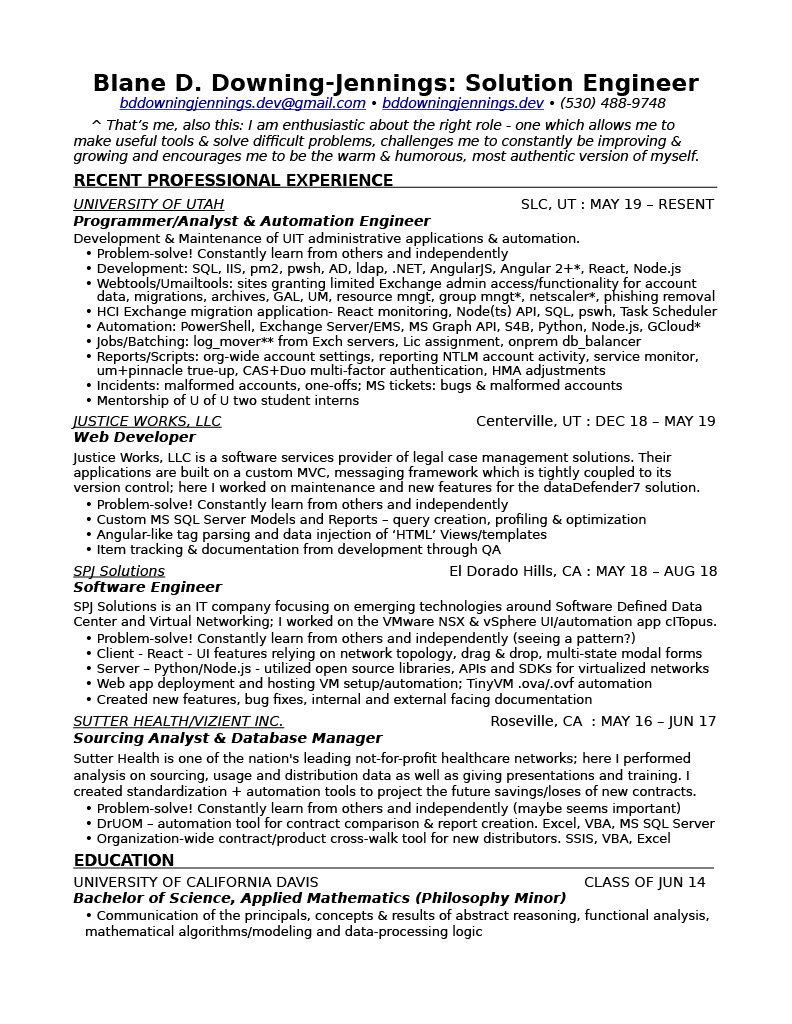 Blane D. Downing-Jennings: Solution Engineer
bddowningjennings.dev@gmail.com • bddowningjennings.dev • (530) 488-9748
^ That’s me, also this: I am enthusiastic about the right role - one which allows me to
make useful tools & solve difficult problems, challenges me to constantly be improving &
growing and encourages me to be the warm & humorous, most authentic version of myself.
RECENT PROFESSIONAL EXPERIENCE
UNIVERSITY OF UTAH SLC, UT : MAY 19 – RESENT
Programmer/Analyst & Automation Engineer
Development & Maintenance of UIT administrative applications & automation.
• Problem-solve! Constantly learn from others and independently
• Development: SQL, IIS, pm2, pwsh, AD, ldap, .NET, AngularJS, Angular 2+*, React, Node.js
• Webtools/Umailtools: sites granting limited Exchange admin access/functionality for account
data, migrations, archives, GAL, UM, resource mngt, group mngt*, netscaler*, phishing removal
• HCI Exchange migration application- React monitoring, Node(ts) API, SQL, pswh, Task Scheduler
• Automation: PowerShell, Exchange Server/EMS, MS Graph API, S4B, Python, Node.js, GCloud*
• Jobs/Batching: log_mover** from Exch servers, Lic assignment, onprem db_balancer
• Reports/Scripts: org-wide account settings, reporting NTLM account activity, service monitor,
um+pinnacle true-up, CAS+Duo multi-factor authentication, HMA adjustments
• Incidents: malformed accounts, one-offs; MS tickets: bugs & malformed accounts
• Mentorship of U of U two student interns
JUSTICE WORKS, LLC Centerville, UT : DEC 18 – MAY 19
Web Developer
Justice Works, LLC is a software services provider of legal case management solutions. Their
applications are built on a custom MVC, messaging framework which is tightly coupled to its
version control; here I worked on maintenance and new features for the dataDefender7 solution.
• Problem-solve! Constantly learn from others and independently
• Custom MS SQL Server Models and Reports – query creation, profiling & optimization
• Angular-like tag parsing and data injection of ‘HTML’ Views/templates
• Item tracking & documentation from development through QA
SPJ Solutions El Dorado Hills, CA : MAY 18 – AUG 18
Software Engineer
SPJ Solutions is an IT company focusing on emerging technologies around Software Defined Data
Center and Virtual Networking; I worked on the VMware NSX & vSphere UI/automation app cITopus.
• Problem-solve! Constantly learn from others and independently (seeing a pattern?)
• Client - React - UI features relying on network topology, drag & drop, multi-state modal forms
• Server – Python/Node.js - utilized open source libraries, APIs and SDKs for virtualized networks
• Web app deployment and hosting VM setup/automation; TinyVM .ova/.ovf automation
• Created new features, bug fixes, internal and external facing documentation
SUTTER HEALTH/VIZIENT INC. Roseville, CA : MAY 16 – JUN 17
Sourcing Analyst & Database Manager
Sutter Health is one of the nation's leading not-for-profit healthcare networks; here I performed
analysis on sourcing, usage and distribution data as well as giving presentations and training. I
created standardization + automation tools to project the future savings/loses of new contracts.
• Problem-solve! Constantly learn from others and independently (maybe seems important)
• DrUOM – automation tool for contract comparison & report creation. Excel, VBA, MS SQL Server
• Organization-wide contract/product cross-walk tool for new distributors. SSIS, VBA, Excel
EDUCATION
UNIVERSITY OF CALIFORNIA DAVIS CLASS OF JUN 14
Bachelor of Science, Applied Mathematics (Philosophy Minor)
• Communication of the principals, concepts & results of abstract reasoning, functional analysis,
mathematical algorithms/modeling and data-processing logic